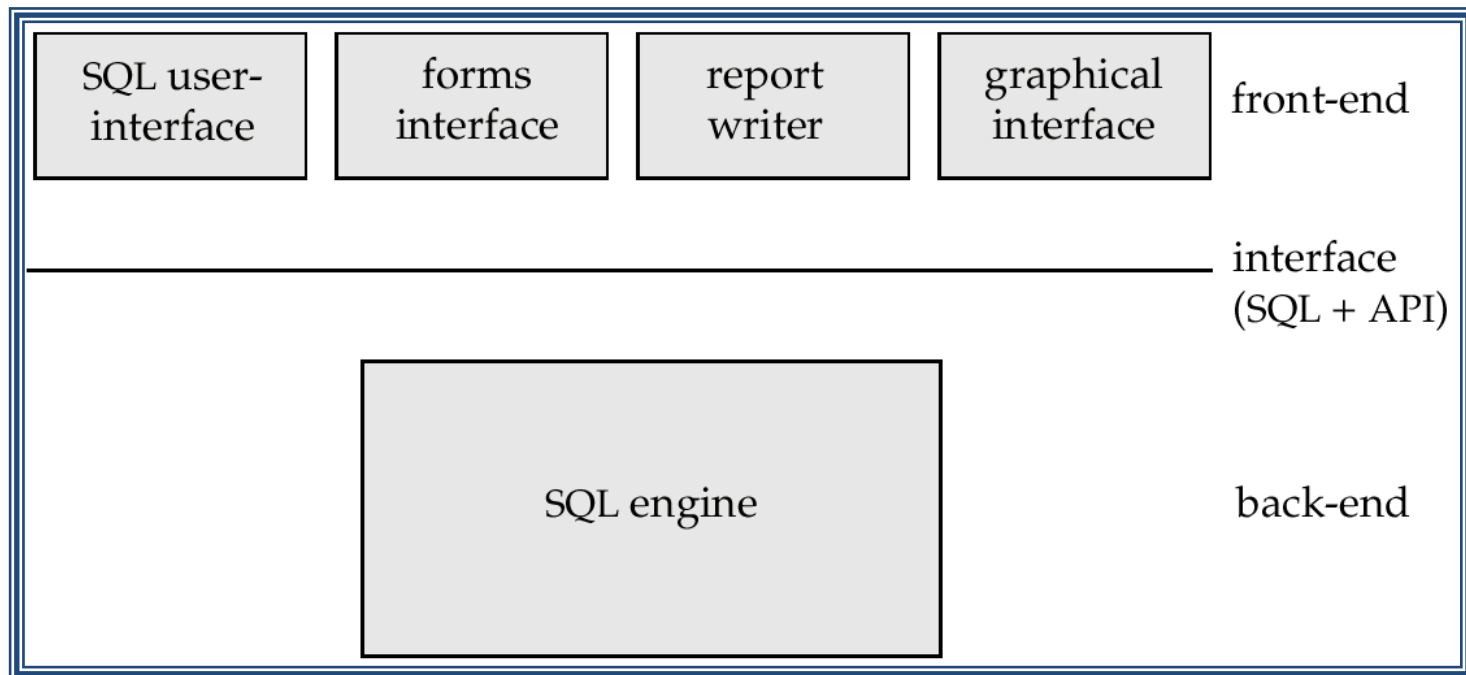 SQL user-
interface
forms
interface
report
writer
graphical
interface
front-end
interface
(SQL + API)
SQL engine
back-end